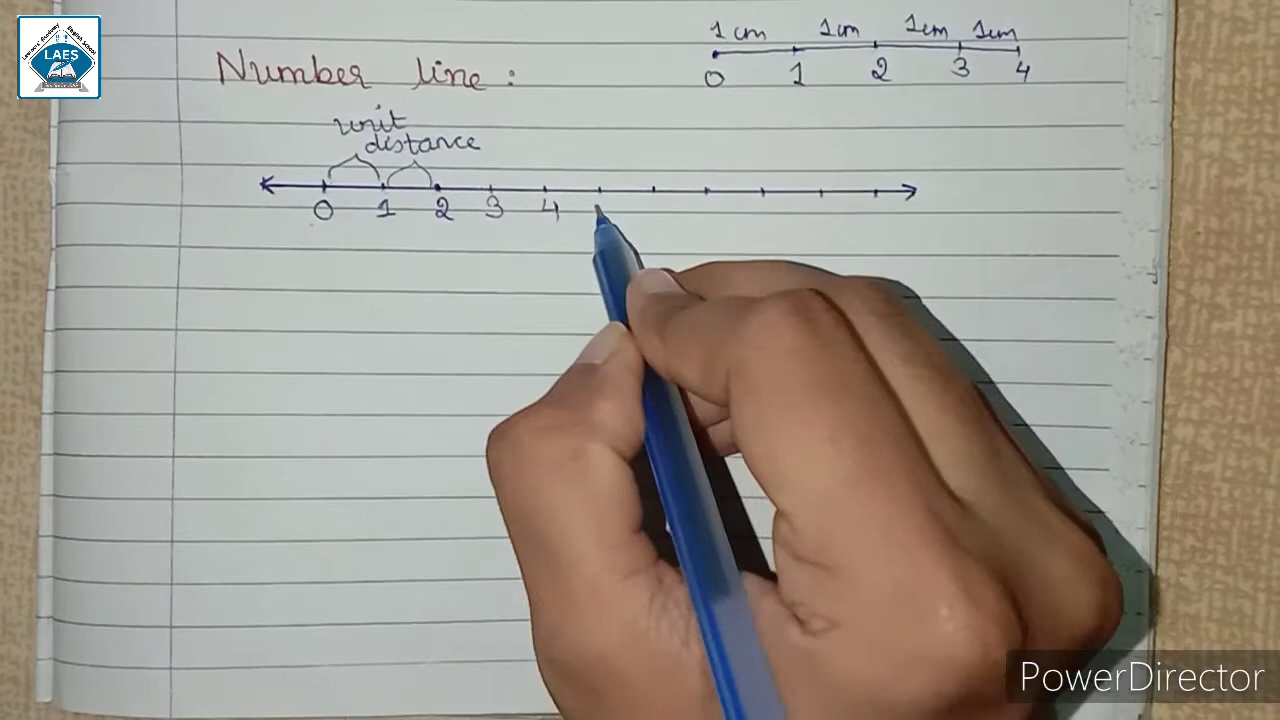 LAES
1 cm 1 cm 1 cm 1 cm
0 1 2 3 4
Number line :
unit
distance
0 1 2 3 4
PowerDirector